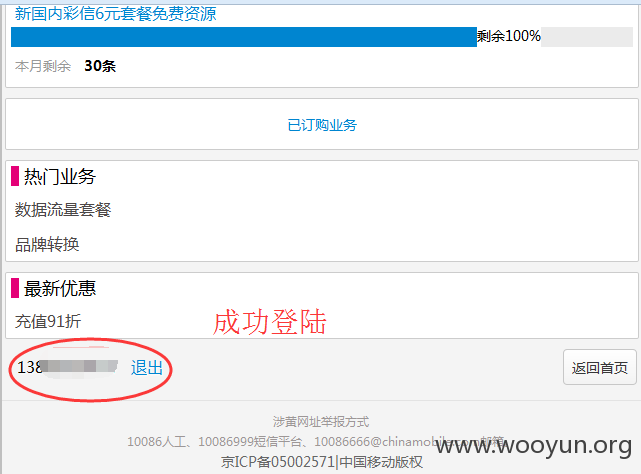 新国内彩信6元套餐免费资源
剩余100%
本月剩余 30条
已订购业务
热门业务
数据流量套餐
品牌转换
最新优惠
充值91折
成功登陆
138 退出
返回首页
涉黄网址举报方式
10086人工、10086999短信平台、10086666@chinamobile.com邮箱
www.wooyun.org
京ICP备05002571|中国移动版权